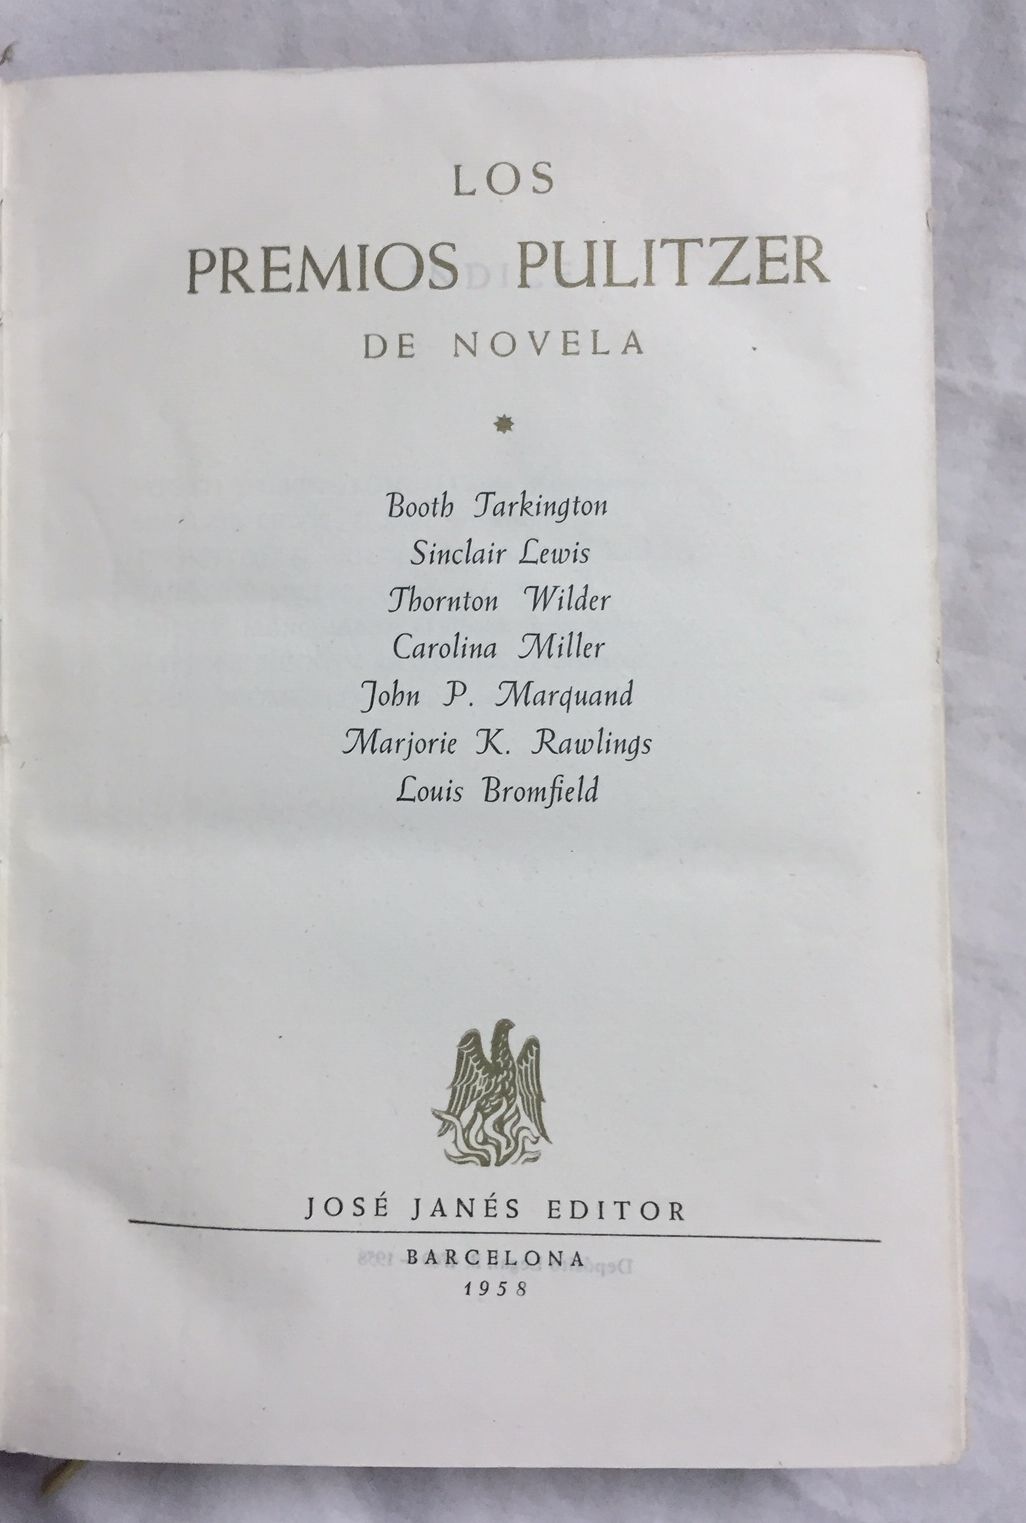 LOS
PREMIOS PULITZER
DE NOVELA
Booth Tarkington
Sinclair Lewis
Thornton Wilder
Carolina Miller
John P. Marquand
Marjorie K. Rawlings
Louis Bromfield
JOSÉ JANÉS EDITOR
BARCELONA
1958